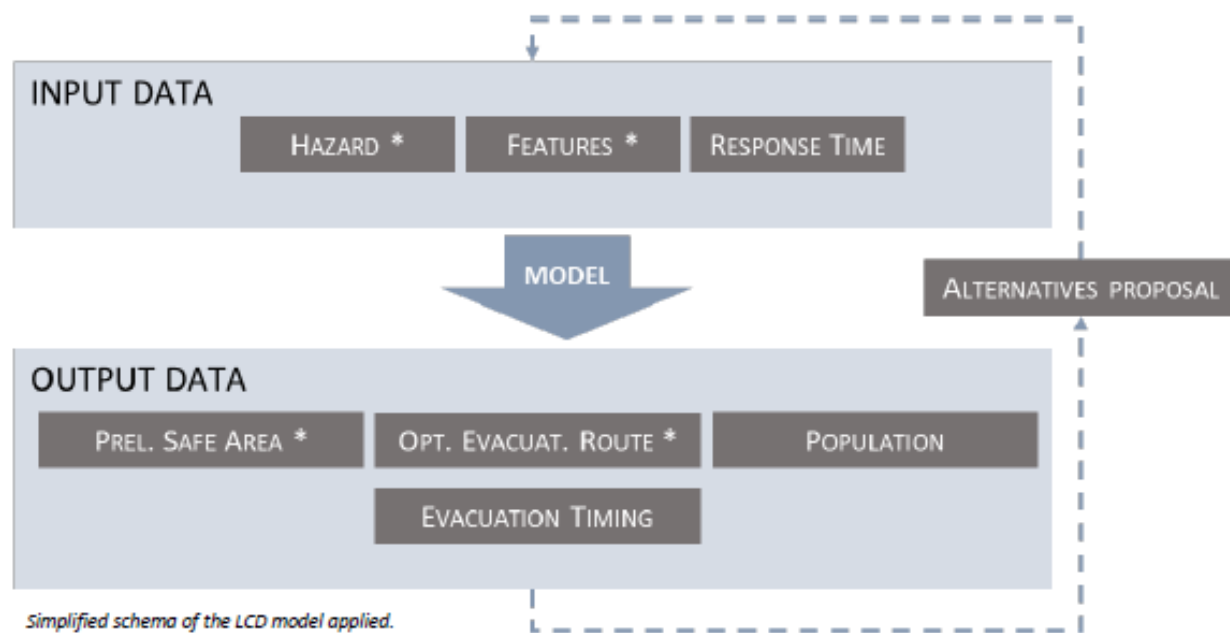 INPUT DATA
HAZARD *
FEATURES *
RESPONSE TIME
MODEL
ALTERNATIVES PROPOSAL
OUTPUT DATA
PREL. SAFE AREA *
OPT. EVACUAT. ROUTE *
POPULATION
EVACUATION TIMING
Simplified schema of the LCD model applied.